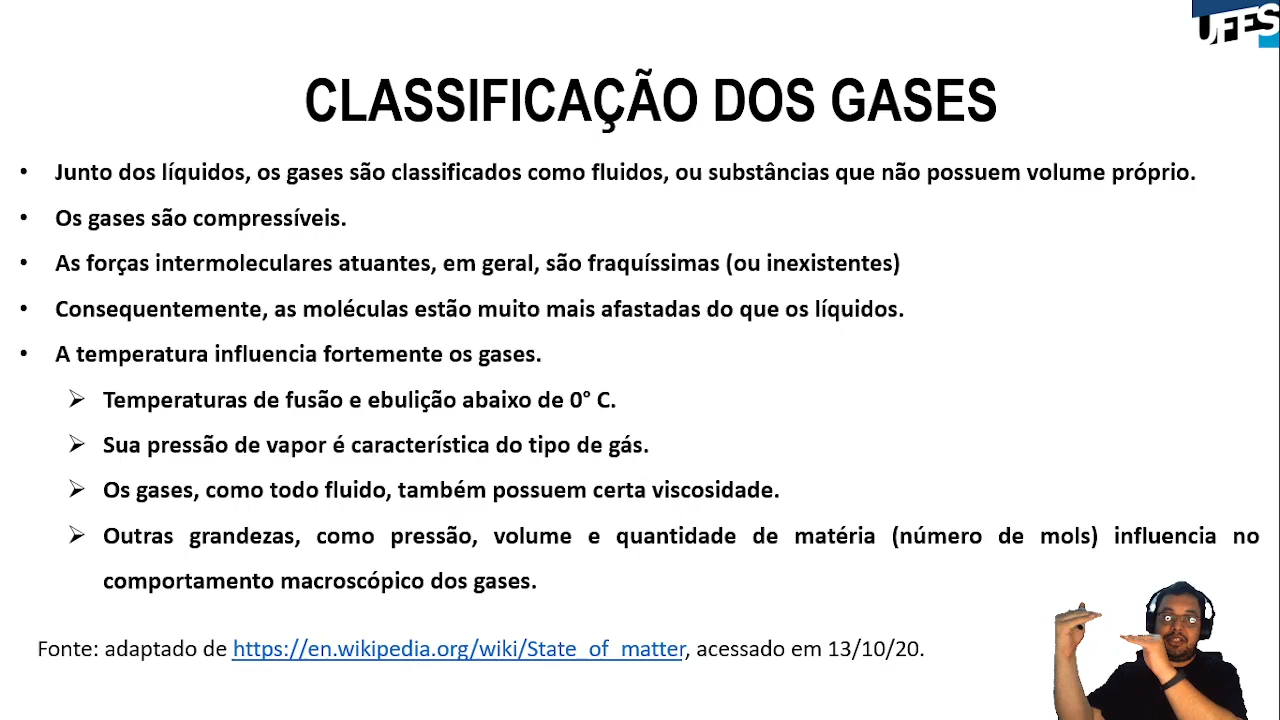 UFES
CLASSIFICAÇÃO DOS GASES
• Junto dos líquidos, os gases são classificados como fluidos, ou substâncias que não possuem volume próprio.
• Os gases são compressíveis.
• As forças intermoleculares atuantes, em geral, são fraquíssimas (ou inexistentes)
• Consequentemente, as moléculas estão muito mais afastadas do que os líquidos.
• A temperatura influencia fortemente os gases.
➢ Temperaturas de fusão e ebulição abaixo de 0° C.
➢ Sua pressão de vapor é característica do tipo de gás.
➢ Os gases, como todo fluido, também possuem certa viscosidade.
➢ Outras grandezas, como pressão, volume e quantidade de matéria (número de mols) influencia no
comportamento macroscópico dos gases.
Fonte: adaptado de https://en.wikipedia.org/wiki/State_of_matter, acessado em 13/10/20.